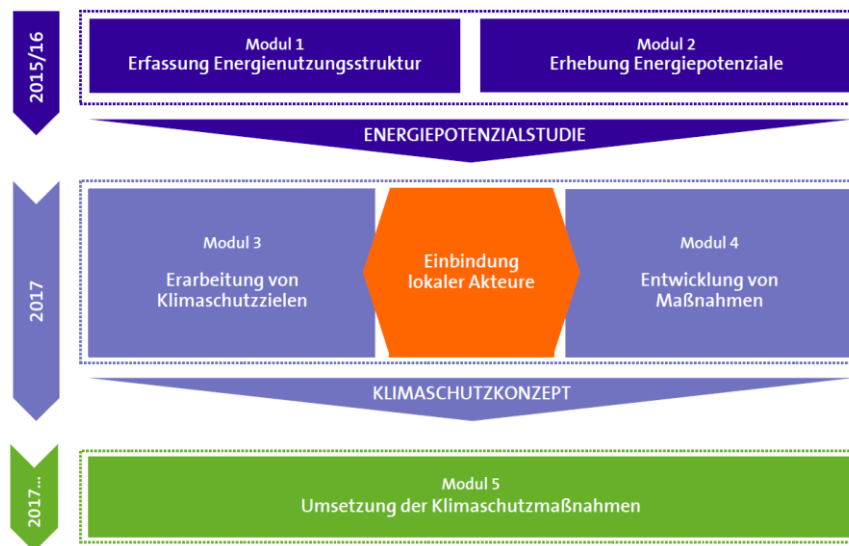 2015/16
Modul 1
Erfassung Energienutzungsstruktur
Modul 2
Erhebung Energiepotenziale
ENERGIEPOTENZIALSTUDIE
2017
Modul 3
Erarbeitung von
Klimaschutzzielen
Einbindung
lokaler Akteure
Modul 4
Entwicklung von
Maßnahmen
KLIMASCHUTZKONZEPT
2017...
Modul 5
Umsetzung der Klimaschutzmaßnahmen